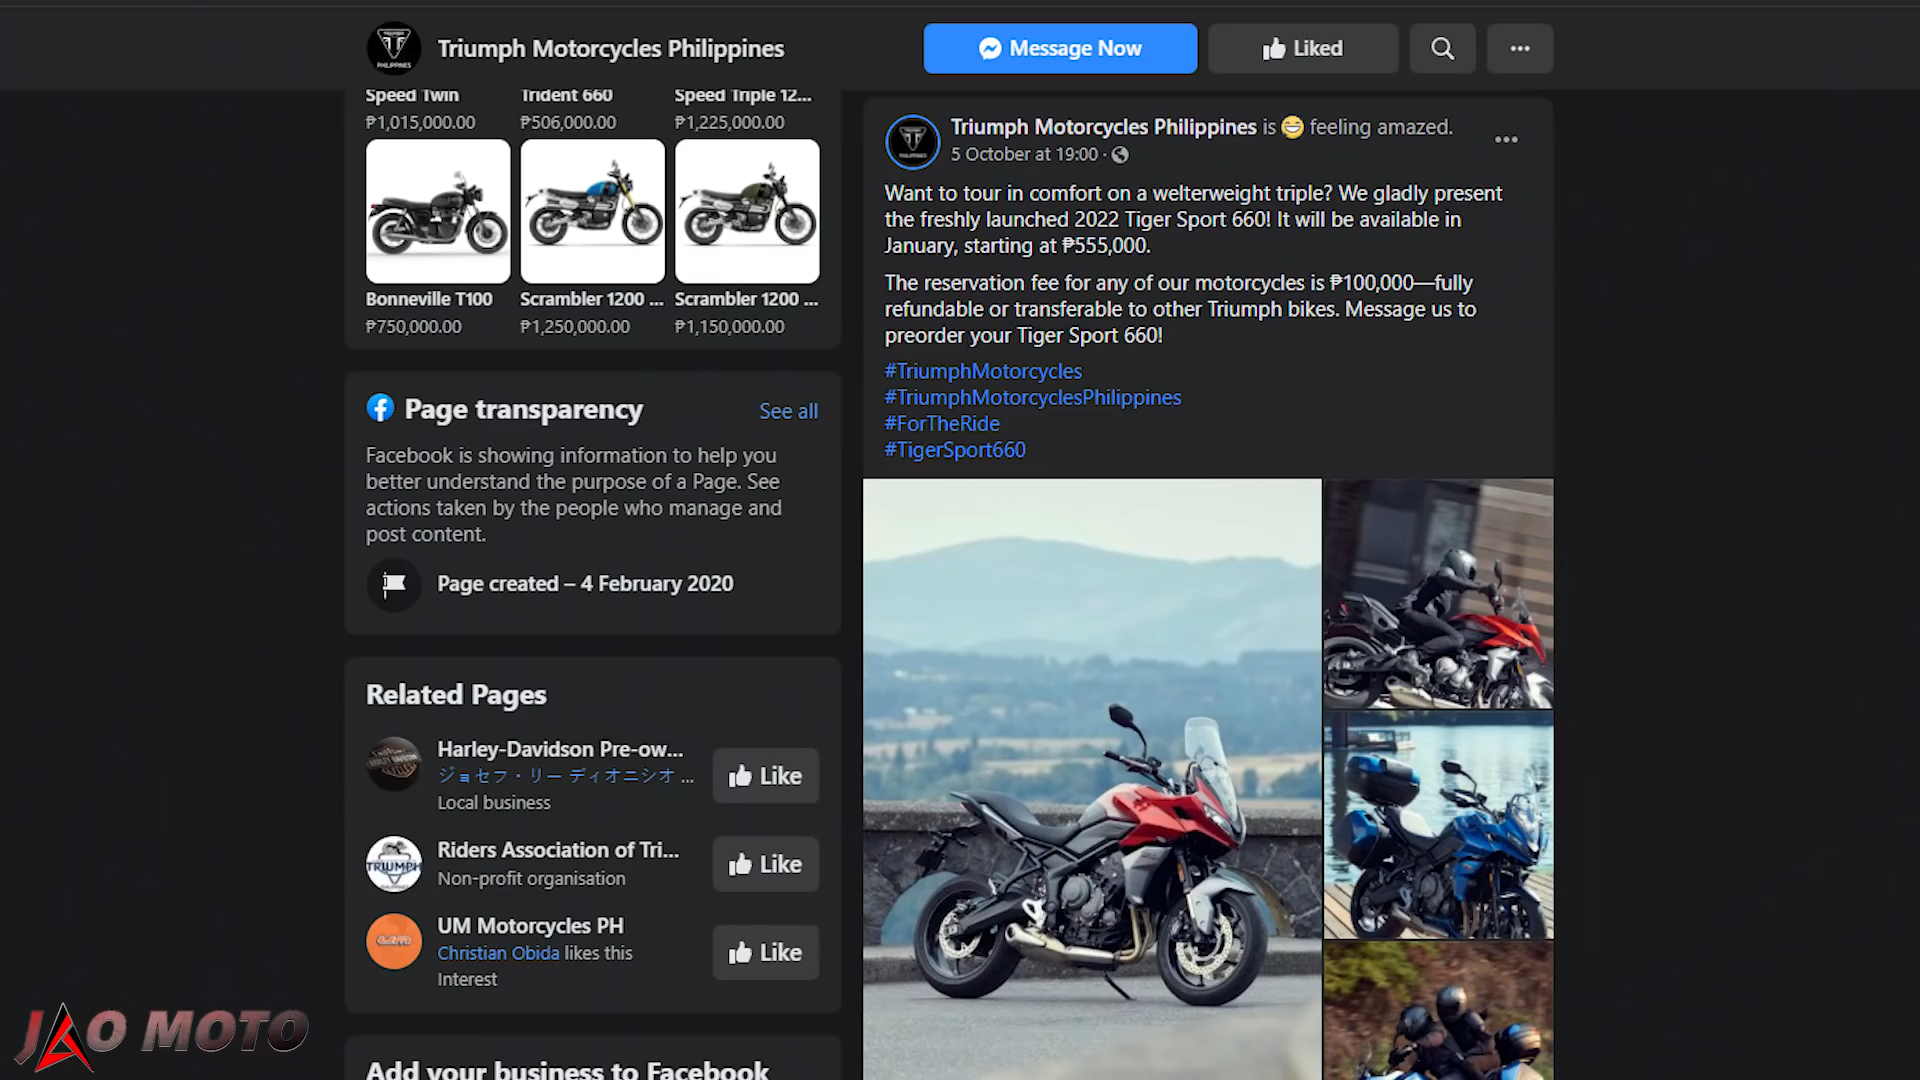 Triumph Motorcycles Philippines
Message Now
Liked
Speed Twin
₱1,015,000.00
Trident 660
₱506,000.00
Speed Triple 12...
₱1,225,000.00
Bonneville T100
₱750,000.00
Scrambler 1200 ...
₱1,250,000.00
Scrambler 1200 ...
₱1,150,000.00
Page transparency
See all
Facebook is showing information to help you
better understand the purpose of a Page. See
actions taken by the people who manage and
post content.
Page created – 4 February 2020
Related Pages
Harley-Davidson Pre-ow...
ジョセフ・リー ディオニシオ ...
Local business
Like
Riders Association of Tri...
Non-profit organisation
Like
TRIUMPH
UM Motorcycles PH
Christian Obida likes this
Interest
Like
Add your business to Facebook
Triumph Motorcycles Philippines is feeling amazed.
5 October at 19:00 ·
Want to tour in comfort on a welterweight triple? We gladly present
the freshly launched 2022 Tiger Sport 660! It will be available in
January, starting at ₱555,000.
The reservation fee for any of our motorcycles is ₱100,000—fully
refundable or transferable to other Triumph bikes. Message us to
preorder your Tiger Sport 660!
#TriumphMotorcycles
#TriumphMotorcyclesPhilippines
#ForTheRide
#TigerSport660
JAO MOTO